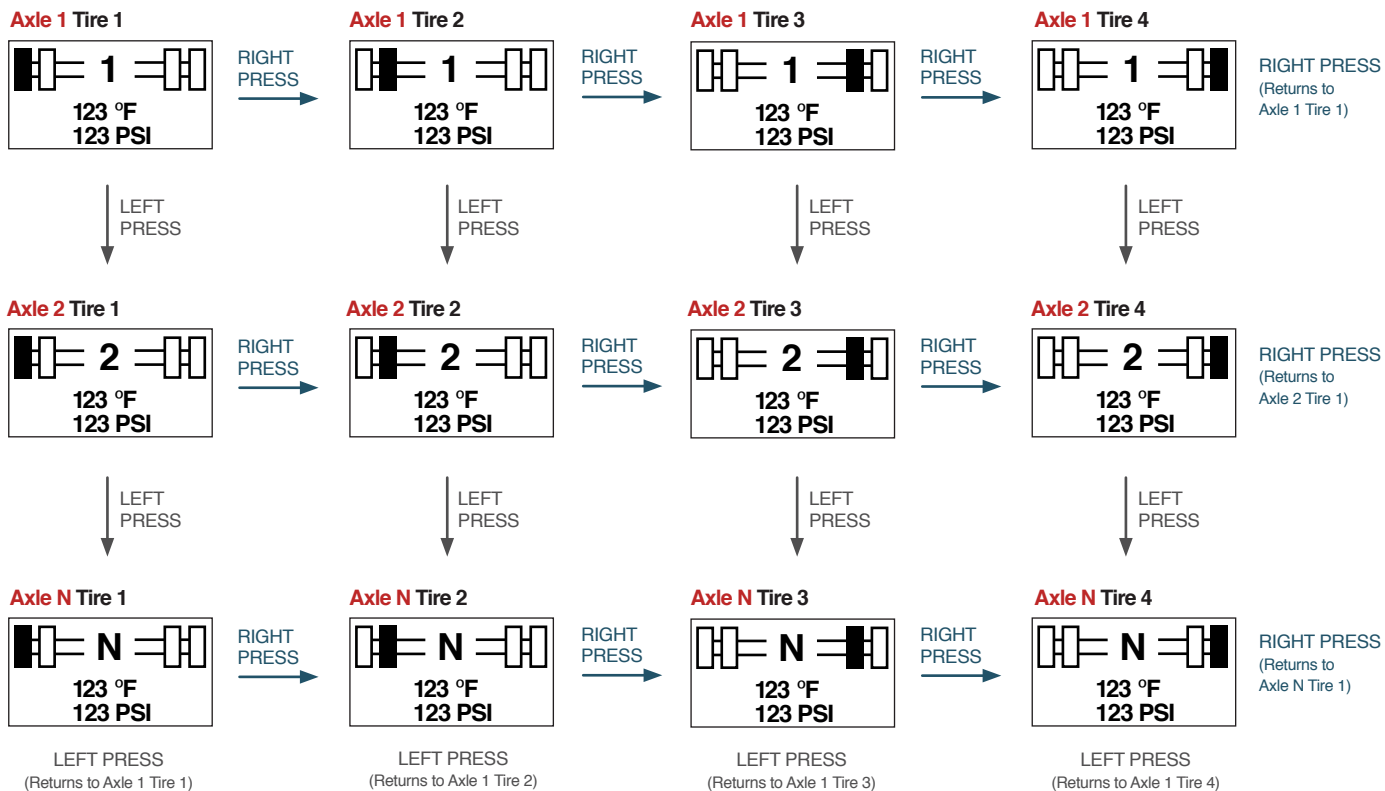 Axle 1 Tire 1
Axle 1 Tire 2
Axle 1 Tire 3
Axle 1 Tire 4
1
123 °F
123 PSI
RIGHT
PRESS
1
123 °F
123 PSI
RIGHT
PRESS
1
123 °F
123 PSI
RIGHT
PRESS
1
123 °F
123 PSI
RIGHT PRESS
(Returns to
Axle 1 Tire 1)
LEFT
PRESS
LEFT
PRESS
LEFT
PRESS
LEFT
PRESS
Axle 2 Tire 1
Axle 2 Tire 2
Axle 2 Tire 3
Axle 2 Tire 4
2
123 °F
123 PSI
RIGHT
PRESS
2
123 °F
123 PSI
RIGHT
PRESS
2
123 °F
123 PSI
RIGHT
PRESS
2
123 °F
123 PSI
RIGHT PRESS
(Returns to
Axle 2 Tire 1)
LEFT
PRESS
LEFT
PRESS
LEFT
PRESS
LEFT
PRESS
Axle N Tire 1
Axle N Tire 2
Axle N Tire 3
Axle N Tire 4
N
123 °F
123 PSI
RIGHT
PRESS
N
123 °F
123 PSI
RIGHT
PRESS
N
123 °F
123 PSI
RIGHT
PRESS
N
123 °F
123 PSI
RIGHT PRESS
(Returns to
Axle N Tire 1)
LEFT PRESS
(Returns to Axle 1 Tire 1)
LEFT PRESS
(Returns to Axle 1 Tire 2)
LEFT PRESS
(Returns to Axle 1 Tire 3)
LEFT PRESS
(Returns to Axle 1 Tire 4)